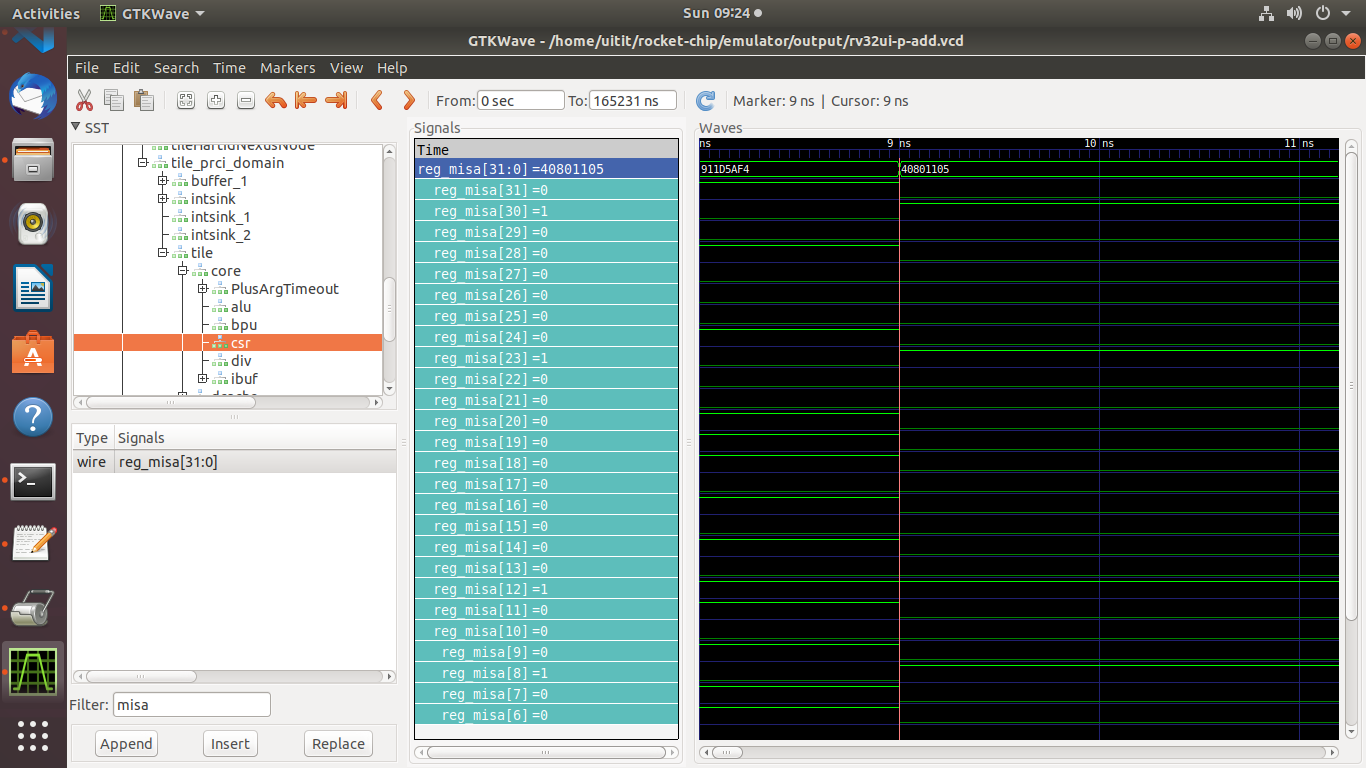 Activities GTKWave Sun 09:24
GTKWave - /home/uitit/rocket-chip/emulator/output/rv32ui-p-add.vcd
File Edit Search Time Markers View Help
From: 0 sec To: 165231 ns Marker: 9 ns | Cursor: 9 ns
SST
tileHartIdNexusNode
tile_prci_domain
buffer_1
intsink
intsink_1
intsink_2
tile
core
PlusArgTimeout
alu
bpu
csr
div
ibuf
Type Signals
wire reg_misa[31:0]
Filter: misa
Append Insert Replace
Signals
Time
reg_misa[31:0] =40801105
reg_misa[31] =0
reg_misa[30] =1
reg_misa[29] =0
reg_misa[28] =0
reg_misa[27] =0
reg_misa[26] =0
reg_misa[25] =0
reg_misa[24] =0
reg_misa[23] =1
reg_misa[22] =0
reg_misa[21] =0
reg_misa[20] =0
reg_misa[19] =0
reg_misa[18] =0
reg_misa[17] =0
reg_misa[16] =0
reg_misa[15] =0
reg_misa[14] =0
reg_misa[13] =0
reg_misa[12] =1
reg_misa[11] =0
reg_misa[10] =0
reg_misa[9] =0
reg_misa[8] =1
reg_misa[7] =0
reg_misa[6] =0
Waves
ns 9 ns 10 ns 11 ns
911D5AF4 40801105